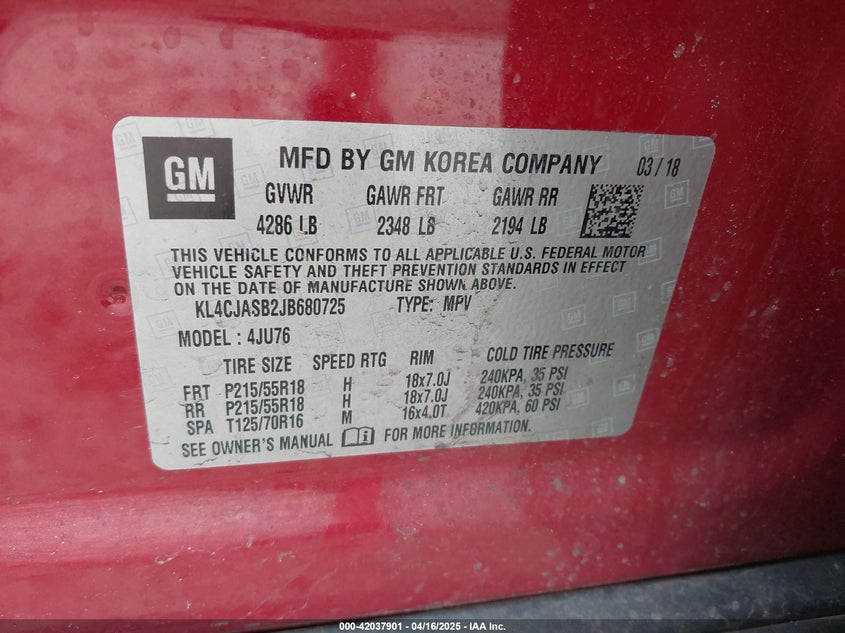 GM MFD BY GM KOREA COMPANY 03/18
GVWR GAWR FRT GAWR RR
4286 LB 2348 LB 2194 LB
THIS VEHICLE CONFORMS TO ALL APPLICABLE U.S. FEDERAL MOTOR
VEHICLE SAFETY AND THEFT PREVENTION STANDARDS IN EFFECT
ON THE DATE OF MANUFACTURE SHOWN ABOVE.
KL4CJASB2JB680725 TYPE: MPV
MODEL : 4JU76
TIRE SIZE SPEED RTG RIM COLD TIRE PRESSURE
FRT P215/55R18 H 18x7.0J 240KPA, 35 PSI
RR P215/55R18 H 18x7.0J 240KPA, 35 PSI
SPA T125/70R16 M 16x4.0T 420KPA, 60 PSI
SEE OWNER'S MANUAL FOR MORE INFORMATION.
000-42037901 - 04/16/2025 - IAA Inc.